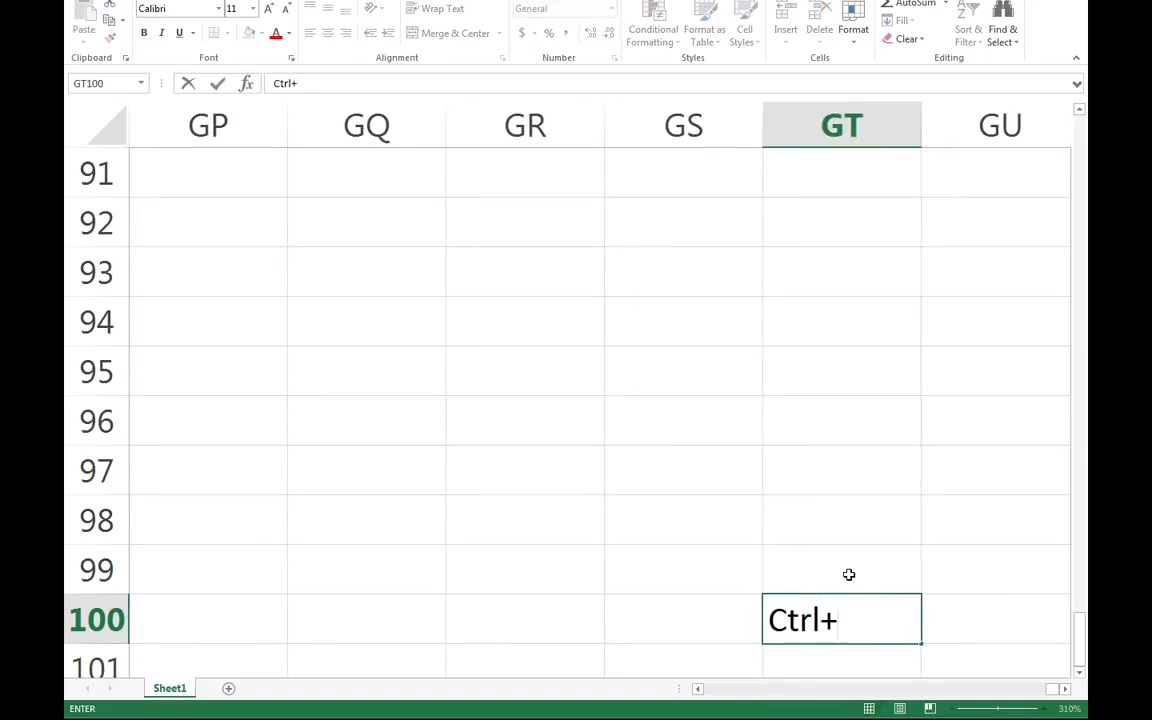 Calibri 11 Wrap Text General AutoSum
Paste B I U A Merge & Center $ % , Conditional Formatting Format as Table Cell Styles Insert Delete Format Fill Clear Sort & Filter Find & Select
Clipboard Font Alignment Number Styles Cells Editing
GT100 fx Ctrl+
GP GQ GR GS GT GU
91
92
93
94
95
96
97
98
99
100 Ctrl+
101
Sheet1
ENTER 310%